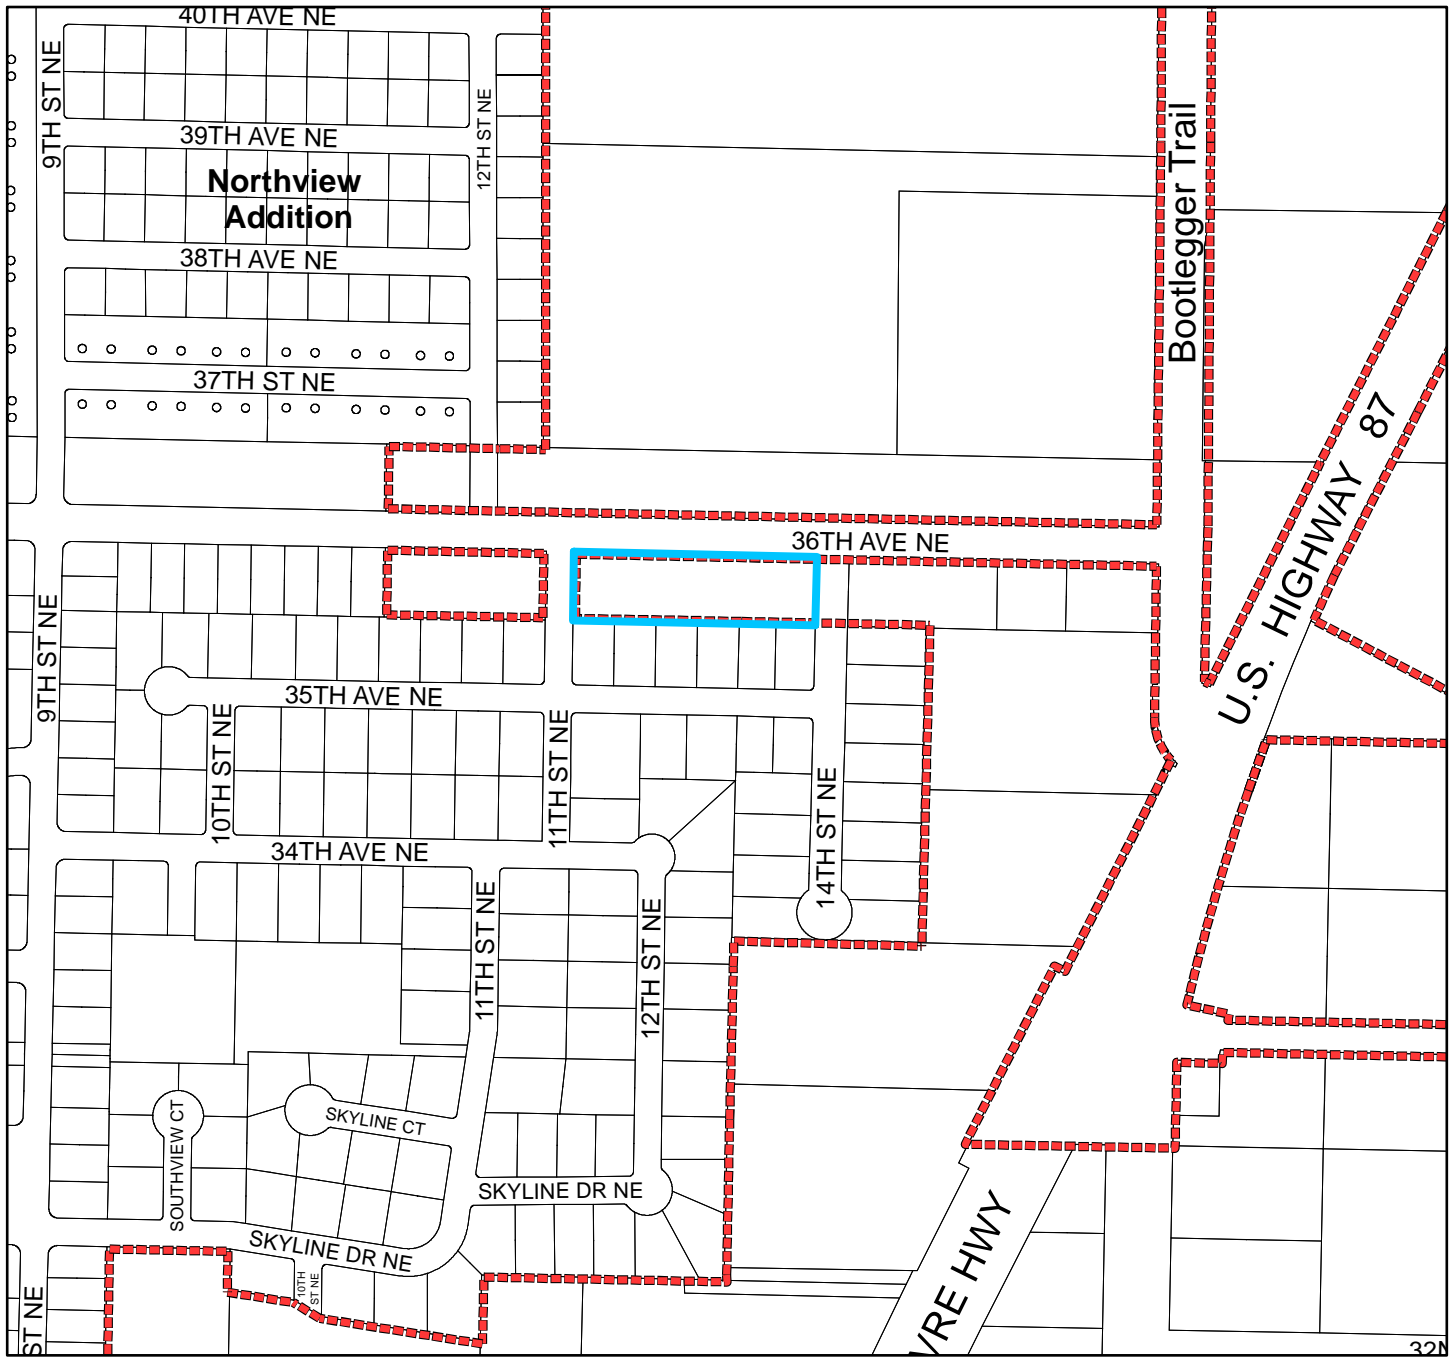 40TH AVE NE
9TH ST NE
12TH ST NE
39TH AVE NE
Northview
Addition
38TH AVE NE
37TH ST NE
Bootlegger Trail
U.S. HIGHWAY 87
36TH AVE NE
9TH ST NE
35TH AVE NE
10TH ST NE
11TH ST NE
14TH ST NE
34TH AVE NE
11TH ST NE
12TH ST NE
SKYLINE CT
SOUTHVIEW CT
SKYLINE DR NE
SKYLINE DR NE
10TH
ST NE
ST NE
VRE HWY
32N